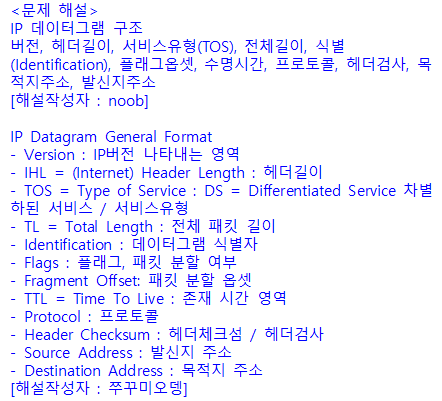 <문제 해설>
IP 데이터그램 구조
버전, 헤더길이, 서비스유형(TOS), 전체길이, 식별
(Identification), 플래그옵셋, 수명시간, 프로토콜, 헤더검사, 목
적지주소, 발신지주소
[해설작성자 : noob]

IP Datagram General Format
- Version : IP버전 나타내는 영역
- IHL = (Internet) Header Length : 헤더길이
- TOS = Type of Service : DS = Differentiated Service 차별
화된 서비스 / 서비스유형
- TL = Total Length : 전체 패킷 길이
- Identification : 데이터그램 식별자
- Flags : 플래그, 패킷 분할 여부
- Fragment Offset: 패킷 분할 옵셋
- TTL = Time To Live : 존재 시간 영역
- Protocol : 프로토콜
- Header Checksum : 헤더체크섬 / 헤더검사
- Source Address : 발신지 주소
- Destination Address : 목적지 주소
[해설작성자 : 쭈꾸미오뎅]